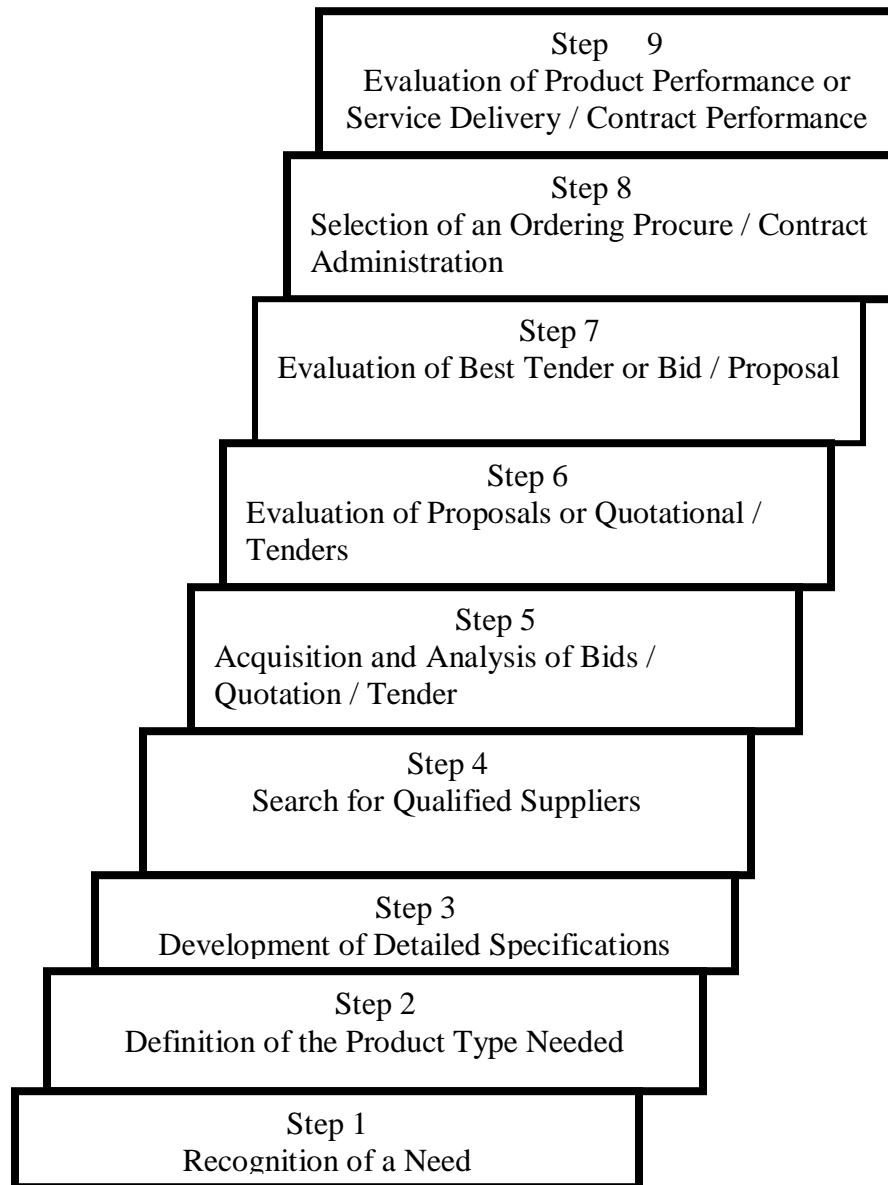 Step 9
Evaluation of Product Performance or
Service Delivery / Contract Performance
Step 8
Selection of an Ordering Procure / Contract
Administration
Step 7
Evaluation of Best Tender or Bid / Proposal
Step 6
Evaluation of Proposals or Quotational /
Tenders
Step 5
Acquisition and Analysis of Bids /
Quotation / Tender
Step 4
Search for Qualified Suppliers
Step 3
Development of Detailed Specifications
Step 2
Definition of the Product Type Needed
Step 1
Recognition of a Need